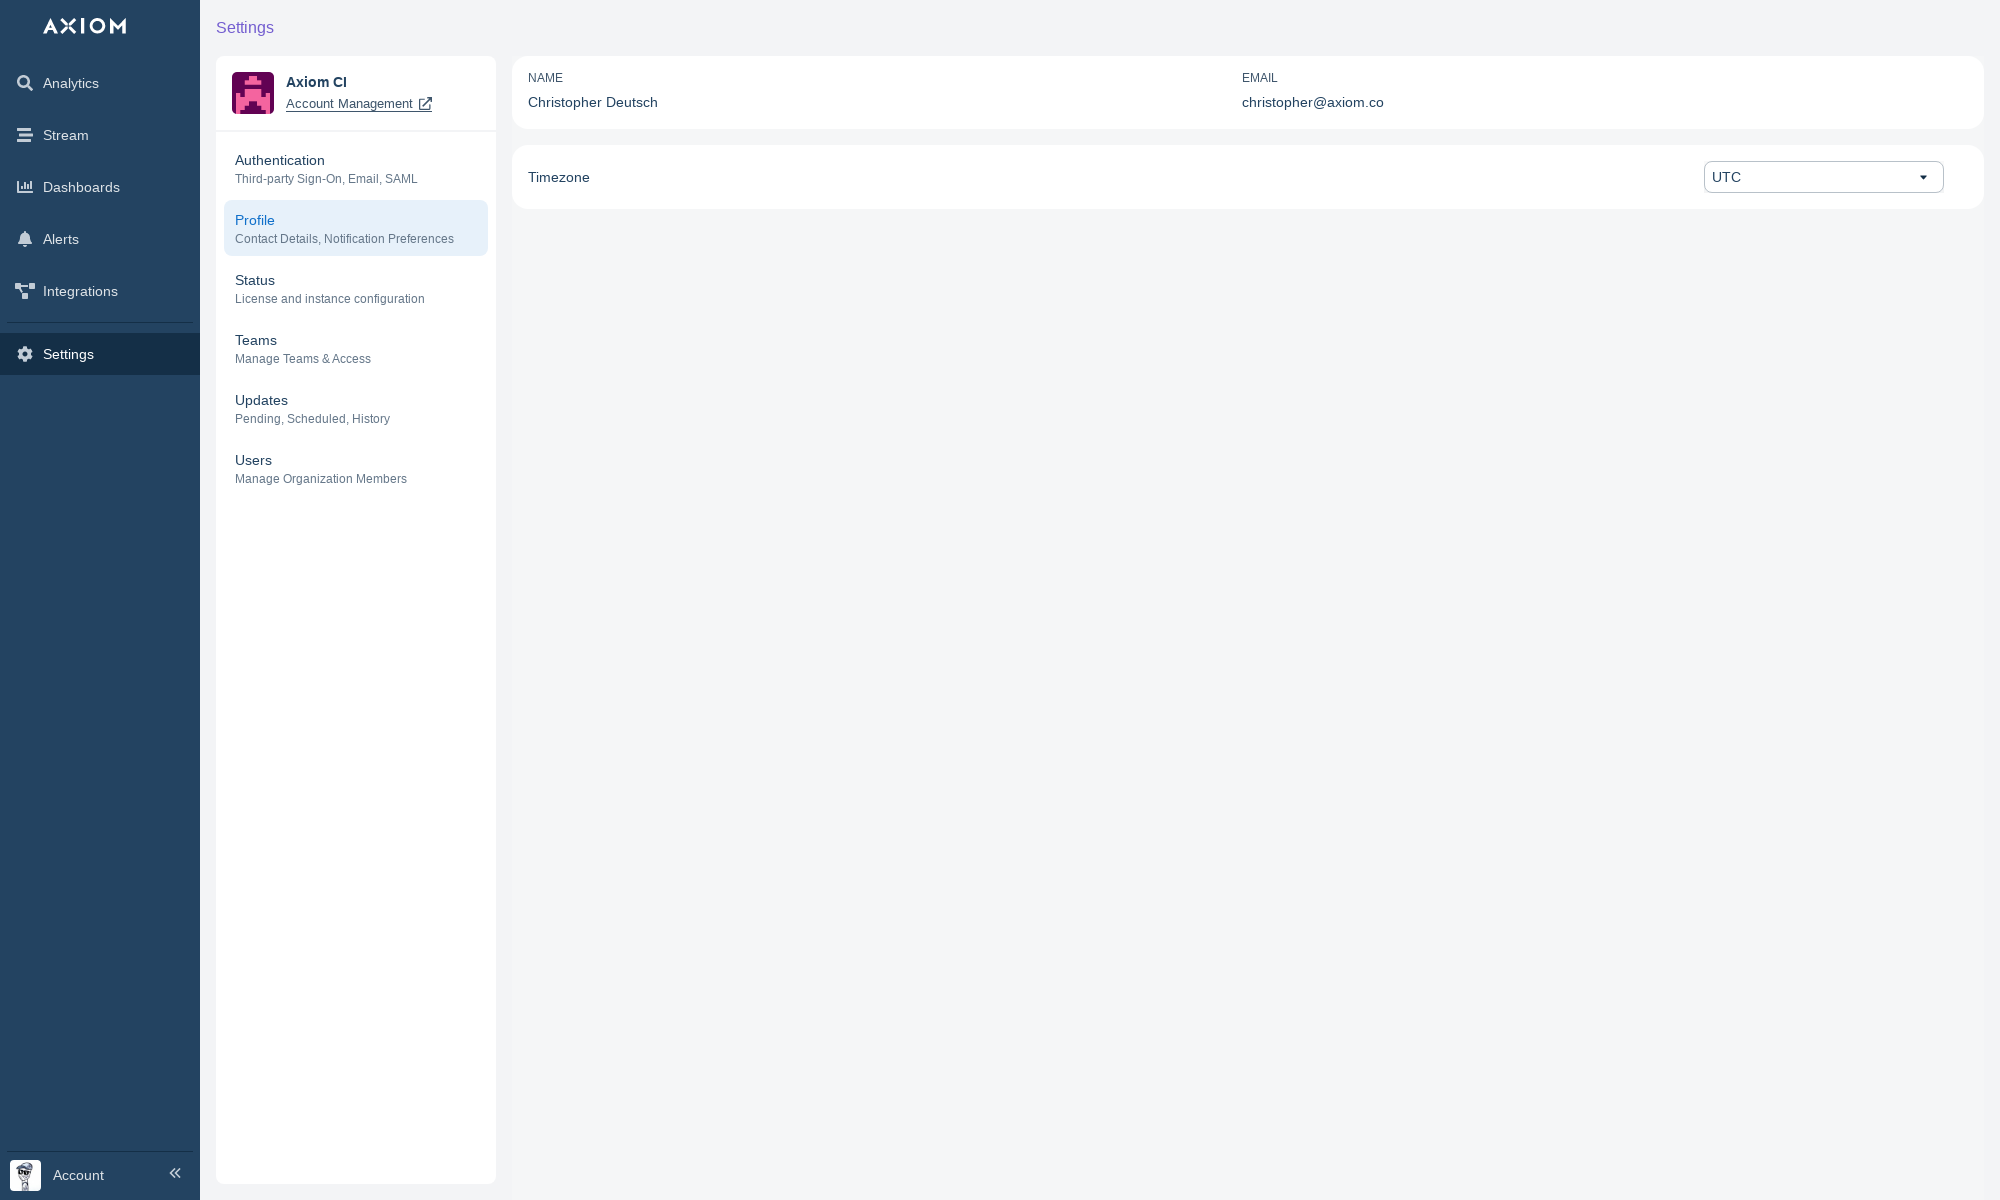 AXIOM
Analytics
Stream
Dashboards
Alerts
Integrations
Settings
Account
Settings
Axiom CI
Account Management
Authentication
Third-party Sign-On, Email, SAML
Profile
Contact Details, Notification Preferences
Status
License and instance configuration
Teams
Manage Teams & Access
Updates
Pending, Scheduled, History
Users
Manage Organization Members
NAME
Christopher Deutsch
EMAIL
christopher@axiom.co
Timezone
UTC